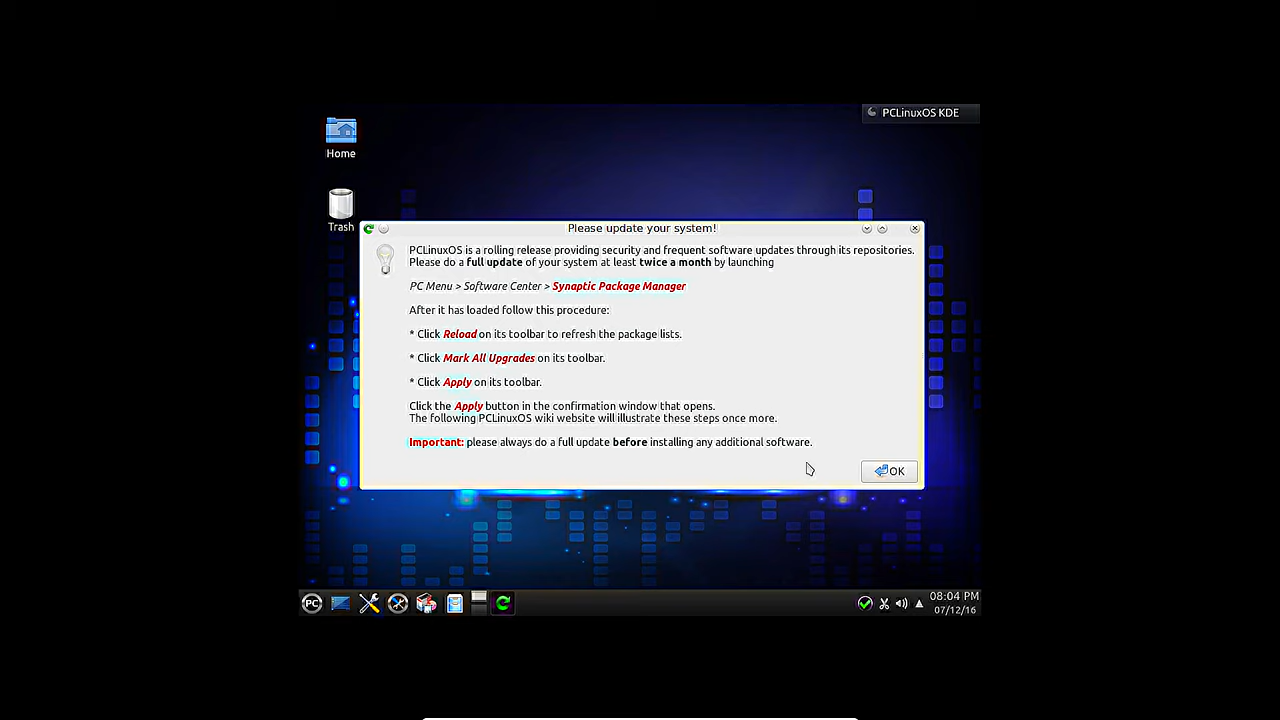 PCLinuxOS KDE
Home
Trash
Please update your system!
PCLinuxOS is a rolling release providing security and frequent software updates through its repositories.
Please do a full update of your system at least twice a month by launching
PC Menu > Software Center > Synaptic Package Manager
After it has loaded follow this procedure:
* Click Reload on its toolbar to refresh the package lists.
* Click Mark All Upgrades on its toolbar.
* Click Apply on its toolbar.
Click the Apply button in the confirmation window that opens.
The following PCLinuxOS wiki website will illustrate these steps once more.
Important: please always do a full update before installing any additional software.
OK
PC
08:04 PM
07/12/16